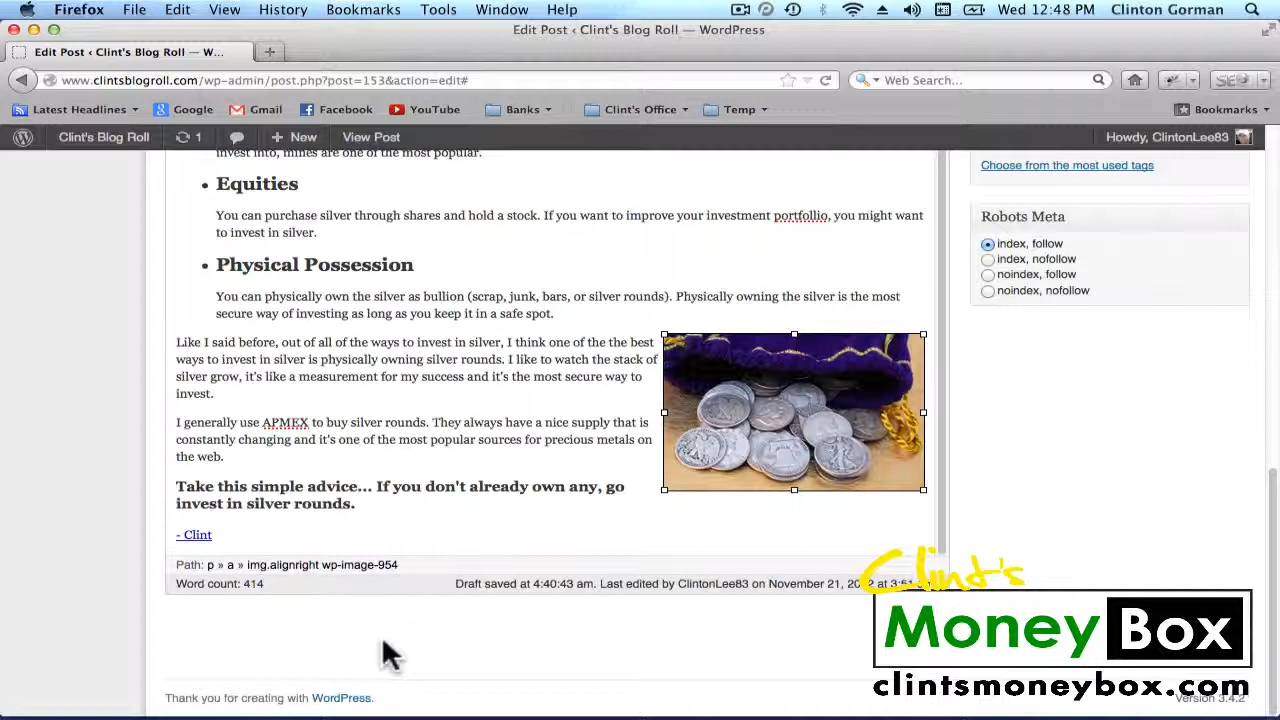 Firefox File Edit View History Bookmarks Tools Window Help Wed 12:48 PM Clinton Gorman
Edit Post ‹ Clint's Blog Roll — WordPress
Edit Post ‹ Clint's Blog Roll — W...
www.clintsblogroll.com/wp-admin/post.php?post=153&action=edit# Web Search...
Latest Headlines Google Gmail Facebook YouTube Banks Clint's Office Temp Bookmarks
Clint's Blog Roll 1 + New View Post Howdy, ClintonLee83
invest into, mines are one of the most popular.
Choose from the most used tags
• Equities
You can purchase silver through shares and hold a stock. If you want to improve your investment portfollio, you might want
to invest in silver.
Robots Meta
index, follow
index, nofollow
noindex, follow
noindex, nofollow
• Physical Possession
You can physically own the silver as bullion (scrap, junk, bars, or silver rounds). Physically owning the silver is the most
secure way of investing as long as you keep it in a safe spot.
Like I said before, out of all of the ways to invest in silver, I think one of the the best
ways to invest in silver is physically owning silver rounds. I like to watch the stack of
silver grow, it's like a measurement for my success and it's the most secure way to
invest.
I generally use APMEX to buy silver rounds. They always have a nice supply that is
constantly changing and it's one of the most popular sources for precious metals on
the web.
Take this simple advice... If you don't already own any, go
invest in silver rounds.
- Clint
Path: p » a » img.alignright wp-image-954
Word count: 414 Draft saved at 4:40:43 am. Last edited by ClintonLee83 on November 21, at
Clint's
Money Box
clintsmoneybox.com
Thank you for creating with WordPress.
Version 3.4.2